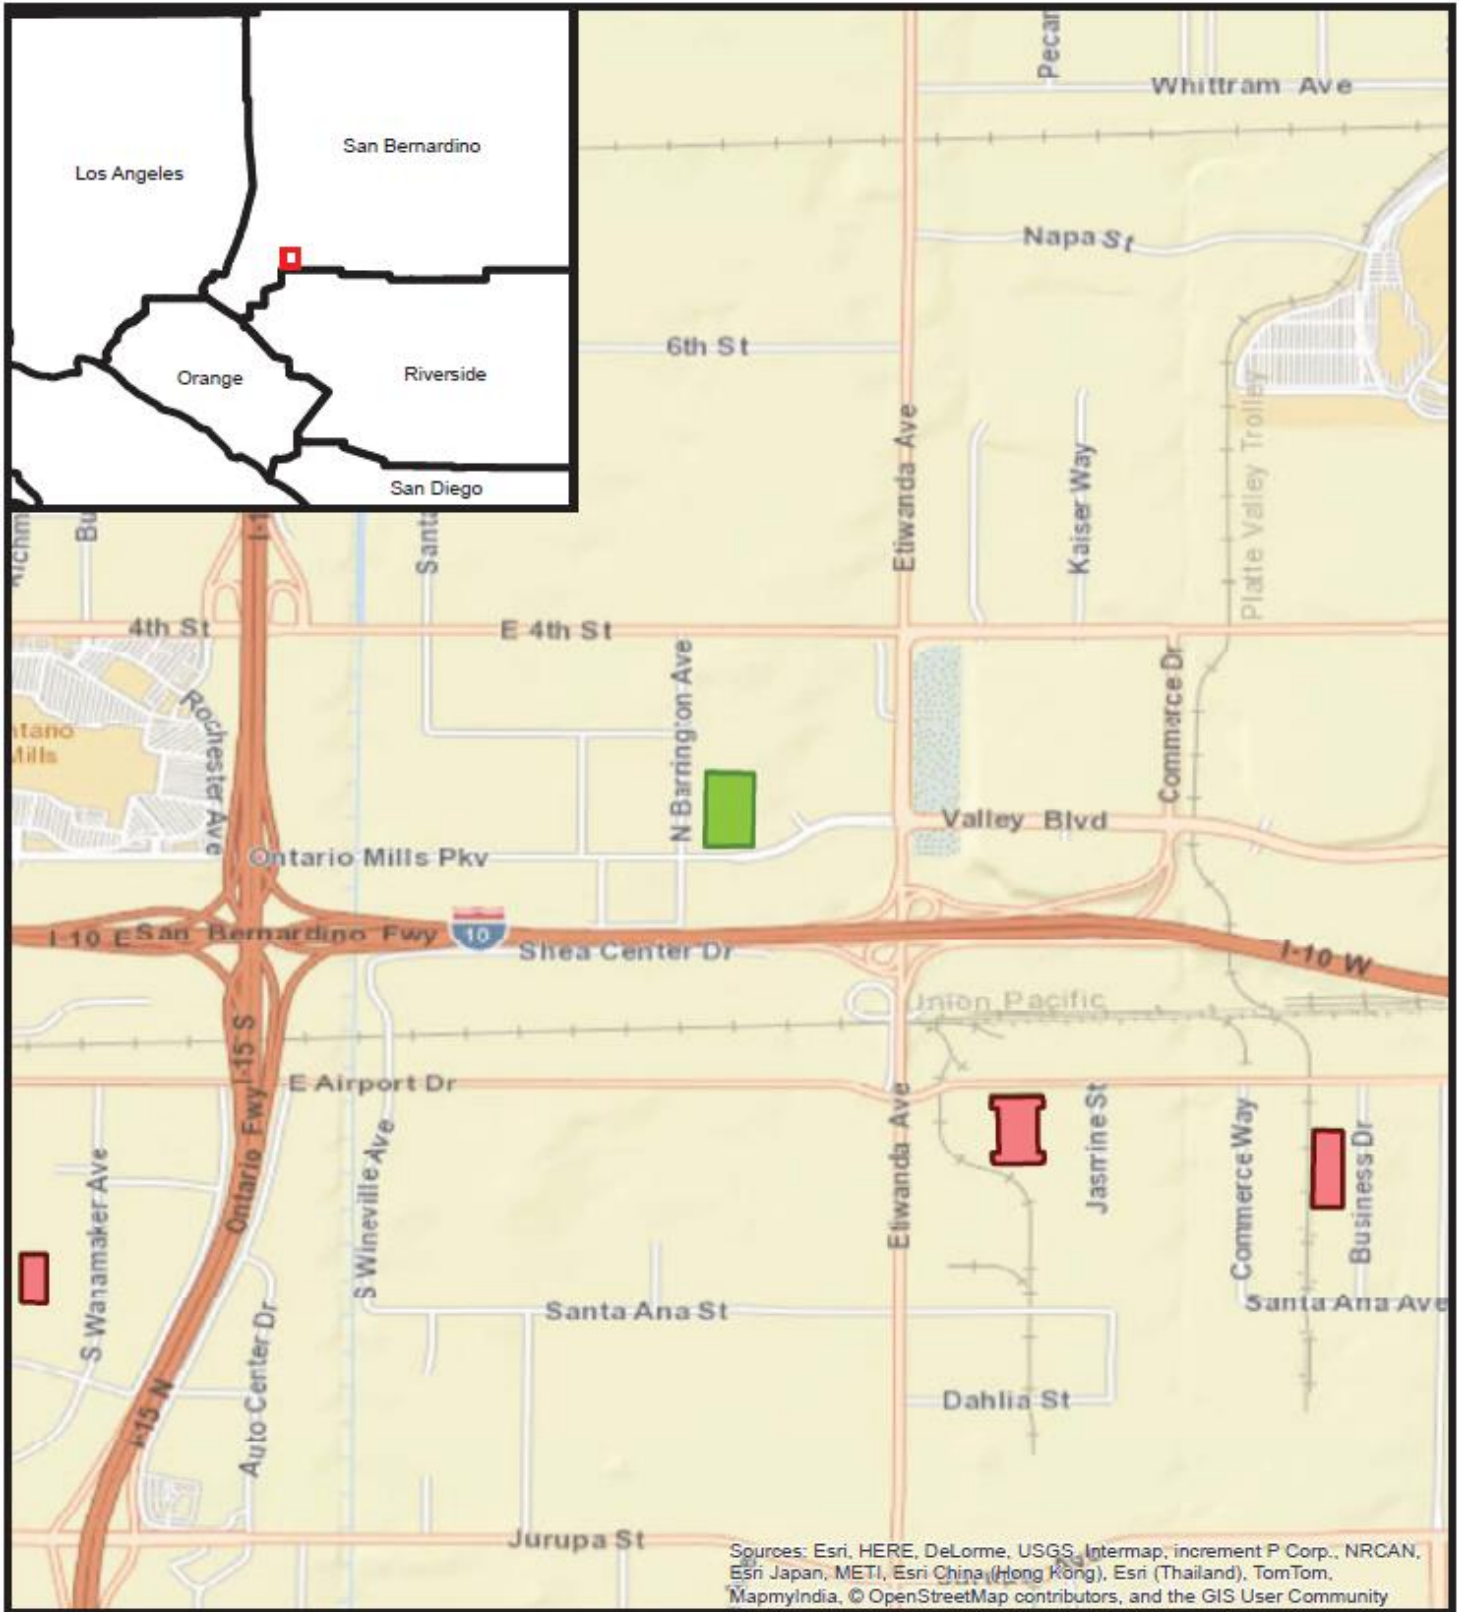 Los Angeles
San Bernardino
Orange
Riverside
San Diego
Pecan
Whittram Ave
Napa St
6th St
Etiwanda Ave
Kaiser Way
Platte Valley Trolley
Bu
I-1
Santa
4th St
E 4th St
N Barrington Ave
Commerce Dr
Rochester Ave
ntario
Mills
Valley Blvd
Ontario Mills Pkv
I-10 E San Bernardino Fwy
10
Shea Center Dr
I-10 W
Union Pacific
I-15 S
E Airport Dr
Ontario Fwy
S Wanamaker Ave
S Wineville Ave
Etiwanda Ave
Jasmine St
Commerce Way
Business Dr
Santa Ana St
Santa Ana Ave
Auto Center Dr
I-15 N
Dahlia St
Jurupa St
Sources: Esri, HERE, DeLorme, USGS, Intermap, increment P Corp., NRCAN,
Esri Japan, METI, Esri China (Hong Kong), Esri (Thailand), TomTom,
MapmyIndia, © OpenStreetMap contributors, and the GIS User Community